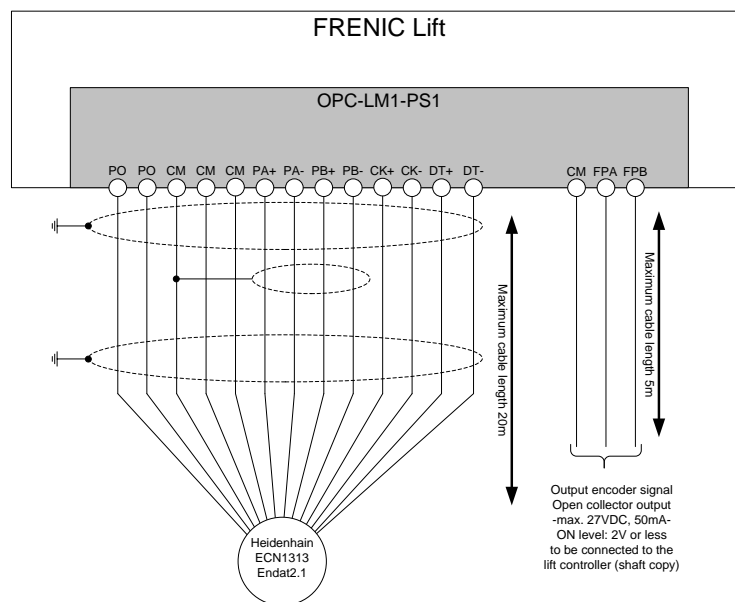 FRENIC Lift
OPC-LM1-PS1
PO PO CM CM CM PA+ PA- PB+ PB- CK+ CK- DT+ DT- CM FPA FPB
Maximum cable length 20m
Maximum cable length 5m
Output encoder signal
Open collector output
-max. 27VDC, 50mA-
ON level: 2V or less
to be connected to the
lift controller (shaft copy)
Heidenhain
ECN1313
Endat2.1